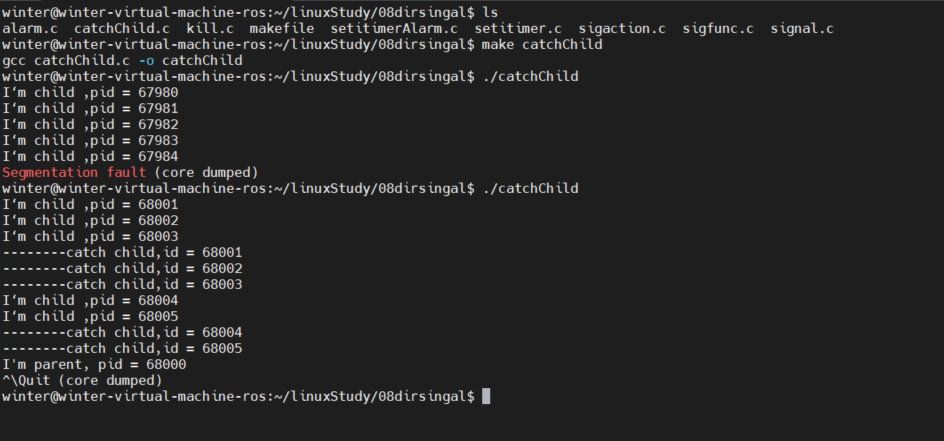 winter@winter-virtual-machine-ros:~/linuxStudy/08dirsingal$ ls
alarm.c  catchChild.c  kill.c  makefile  setitimerAlarm.c  setitimer.c  sigaction.c  sigfunc.c  signal.c
winter@winter-virtual-machine-ros:~/linuxStudy/08dirsingal$ make catchChild
gcc catchChild.c -o catchChild
winter@winter-virtual-machine-ros:~/linuxStudy/08dirsingal$ ./catchChild
I‘m child ,pid = 67980
I‘m child ,pid = 67981
I‘m child ,pid = 67982
I‘m child ,pid = 67983
I‘m child ,pid = 67984
Segmentation fault (core dumped)
winter@winter-virtual-machine-ros:~/linuxStudy/08dirsingal$ ./catchChild
I‘m child ,pid = 68001
I‘m child ,pid = 68002
I‘m child ,pid = 68003
--------catch child,id = 68001
--------catch child,id = 68002
--------catch child,id = 68003
I‘m child ,pid = 68004
I‘m child ,pid = 68005
--------catch child,id = 68004
--------catch child,id = 68005
I'm parent, pid = 68000
^\Quit (core dumped)
winter@winter-virtual-machine-ros:~/linuxStudy/08dirsingal$